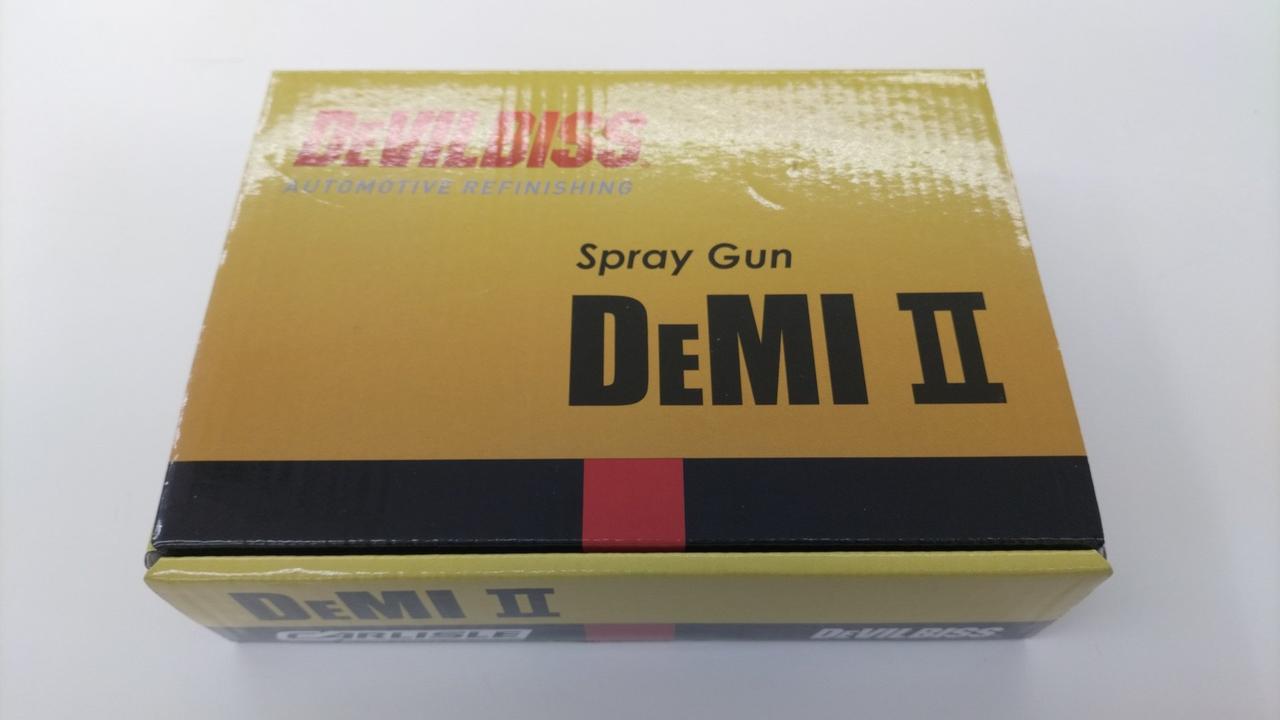 DEVILBISS
AUTOMOTIVE REFINISHING
Spray Gun
DEMI II
DEMI II
CARLISLE
DEVILBISS